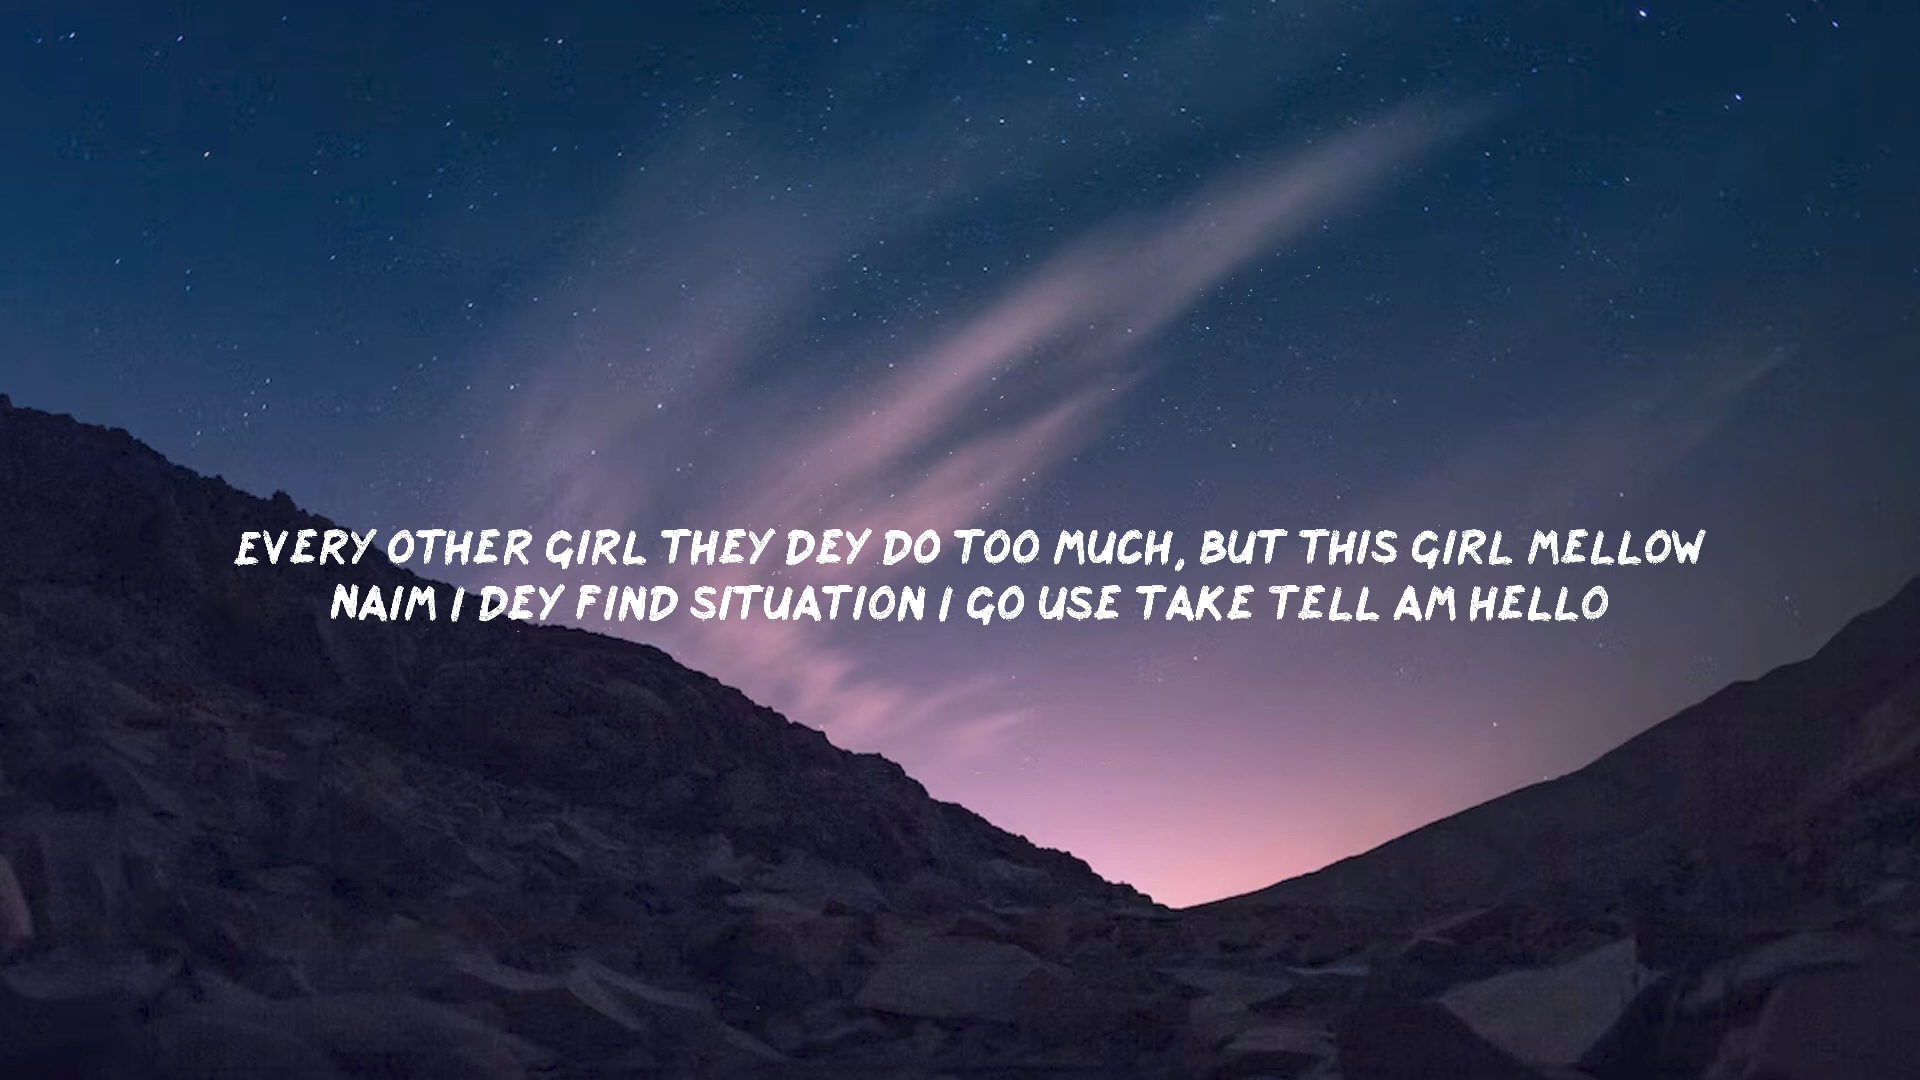 EVERY OTHER GIRL THEY DEY DO TOO MUCH, BUT THIS GIRL MELLOW
NAIM I DEY FIND SITUATION I GO USE TAKE TELL AM HELLO